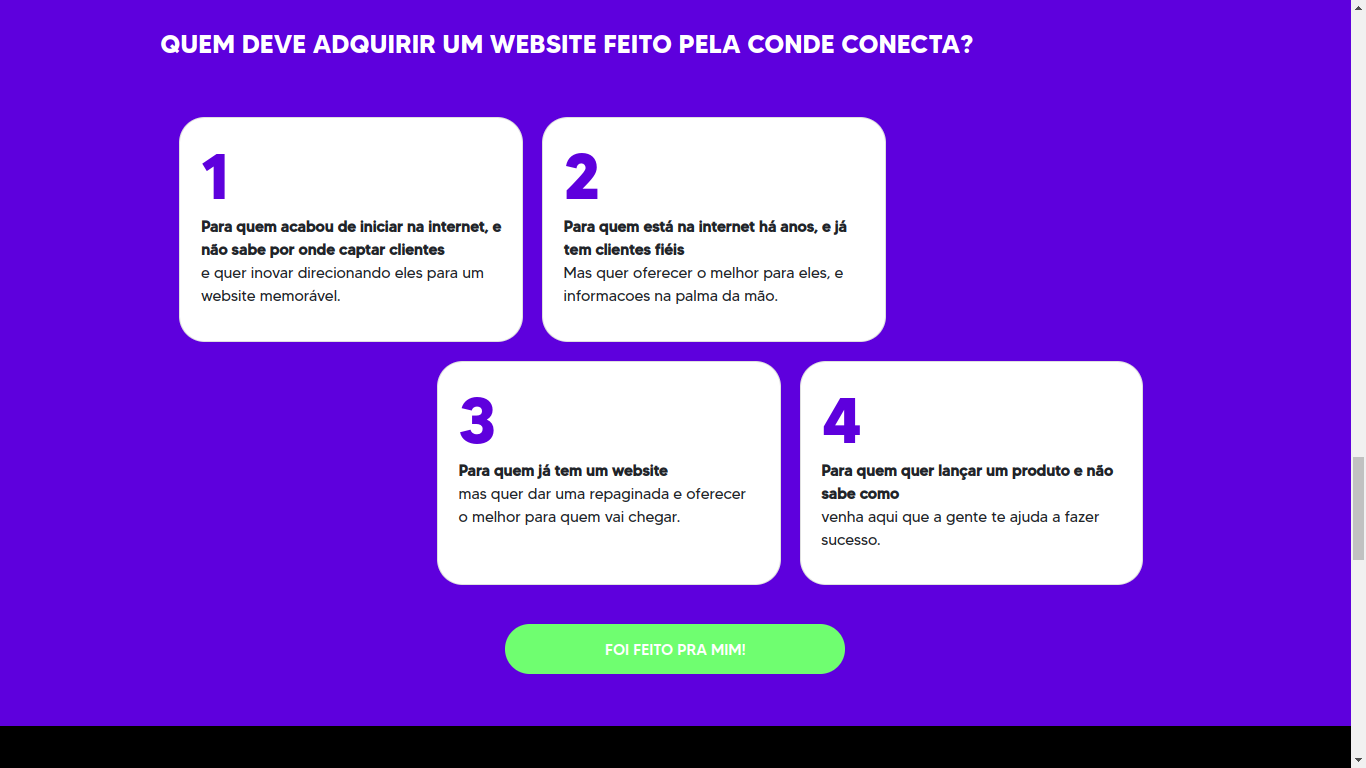 QUEM DEVE ADQUIRIR UM WEBSITE FEITO PELA CONDE CONECTA?
1
Para quem acabou de iniciar na internet, e
não sabe por onde captar clientes
e quer inovar direcionando eles para um
website memorável.
2
Para quem está na internet há anos, e já
tem clientes fiéis
Mas quer oferecer o melhor para eles, e
informacoes na palma da mão.
3
Para quem já tem um website
mas quer dar uma repaginada e oferecer
o melhor para quem vai chegar.
4
Para quem quer lançar um produto e não
sabe como
venha aqui que a gente te ajuda a fazer
sucesso.
FOI FEITO PRA MIM!